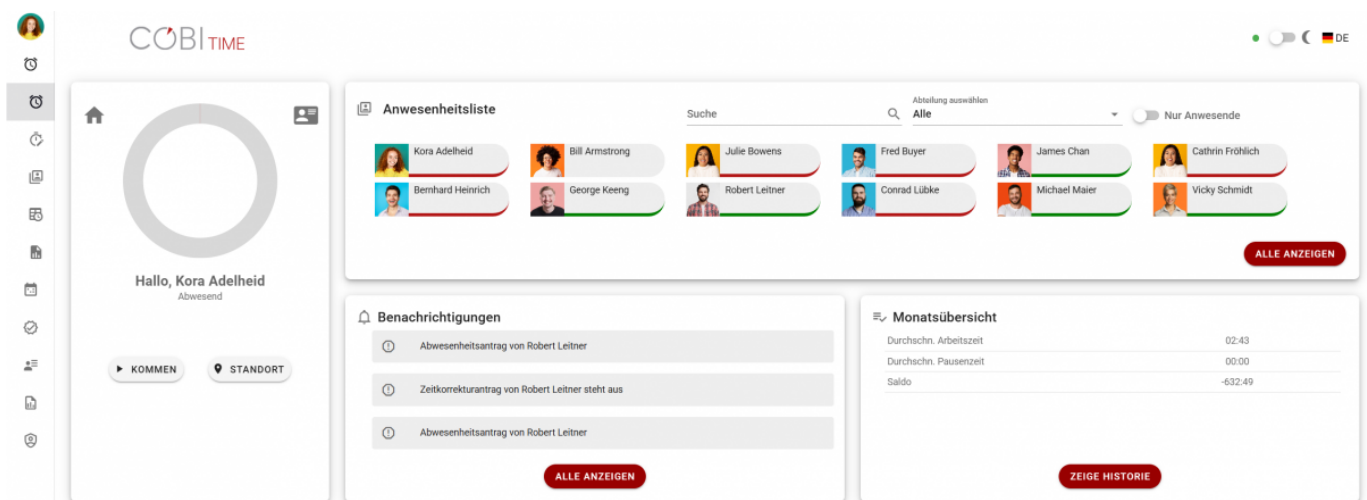 COBI TIME
DE
Hallo, Kora Adelheid
Abwesend
KOMMEN
STANDORT
Anwesenheitsliste
Suche
Abteilung auswählen
Alle
Nur Anwesende
Kora Adelheid
Bill Armstrong
Julie Bowens
Fred Buyer
James Chan
Cathrin Fröhlich
Bernhard Heinrich
George Keeng
Robert Leitner
Conrad Lübke
Michael Maier
Vicky Schmidt
ALLE ANZEIGEN
Benachrichtigungen
Abwesenheitsantrag von Robert Leitner
Zeitkorrekturantrag von Robert Leitner steht aus
Abwesenheitsantrag von Robert Leitner
ALLE ANZEIGEN
Monatsübersicht
Durchschn. Arbeitszeit 02:43
Durchschn. Pausenzeit 00:00
Saldo -632:49
ZEIGE HISTORIE